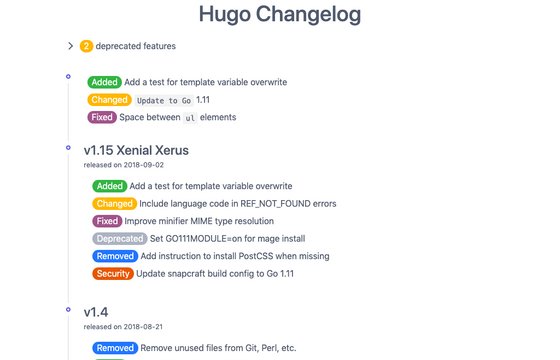 Hugo Changelog
2 deprecated features
Added Add a test for template variable overwrite
Changed Update to Go 1.11
Fixed Space between ul elements
v1.15 Xenial Xerus
released on 2018-09-02
Added Add a test for template variable overwrite
Changed Include language code in REF_NOT_FOUND errors
Fixed Improve minifier MIME type resolution
Deprecated Set GO111MODULE=on for mage install
Removed Add instruction to install PostCSS when missing
Security Update snapcraft build config to Go 1.11
v1.4
released on 2018-08-21
Removed Remove unused files from Git, Perl, etc.